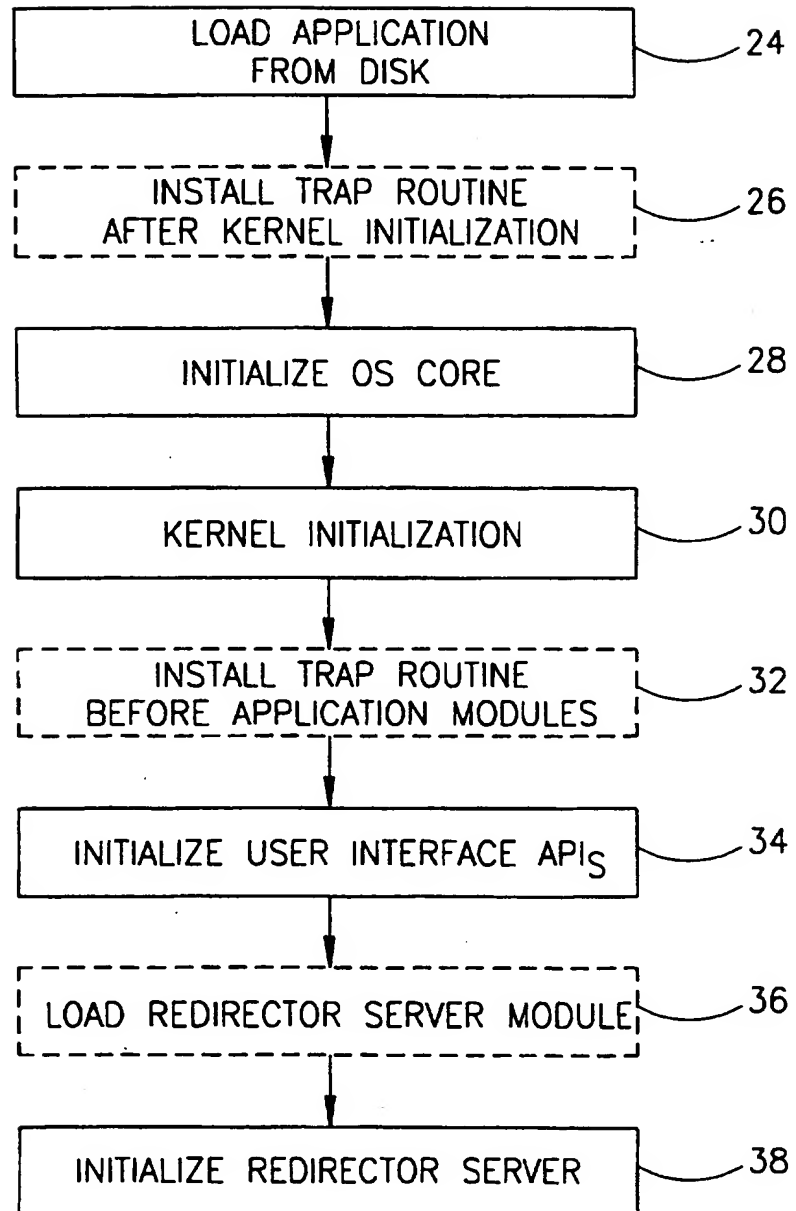 LOAD APPLICATION
FROM DISK
24
INSTALL TRAP ROUTINE
AFTER KERNEL INITIALIZATION
26
INITIALIZE OS CORE
28
KERNEL INITIALIZATION
30
INSTALL TRAP ROUTINE
BEFORE APPLICATION MODULES
32
INITIALIZE USER INTERFACE APIS
34
LOAD REDIRECTOR SERVER MODULE
36
INITIALIZE REDIRECTOR SERVER
38